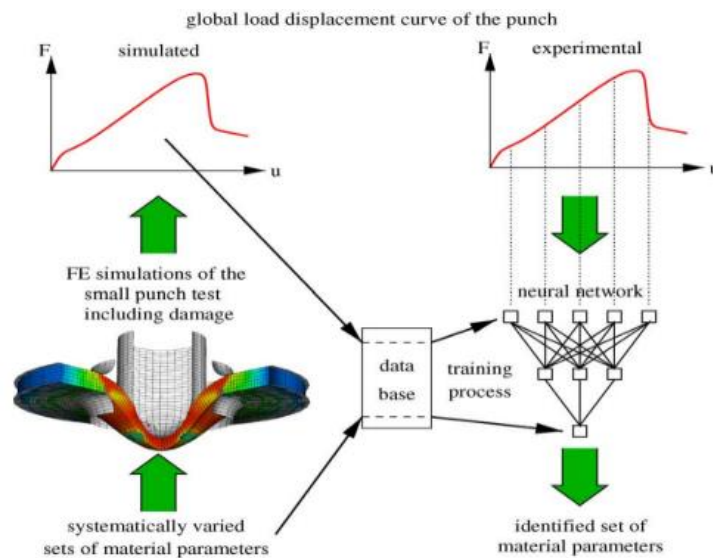 global load displacement curve of the punch
F
simulated
u
F
experimental
u
FE simulations of the
small punch test
including damage
neural network
data
base
training
process
systematically varied
sets of material parameters
identified set of
material parameters